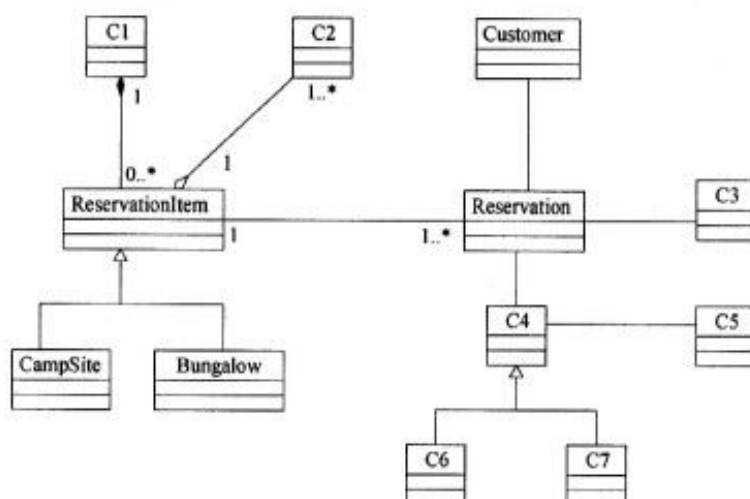 C1
C2
Customer
1
1..*
1
0..*
ReservationItem
Reservation
C3
1
1..*
C4
C5
CampSite
Bungalow
C6
C7